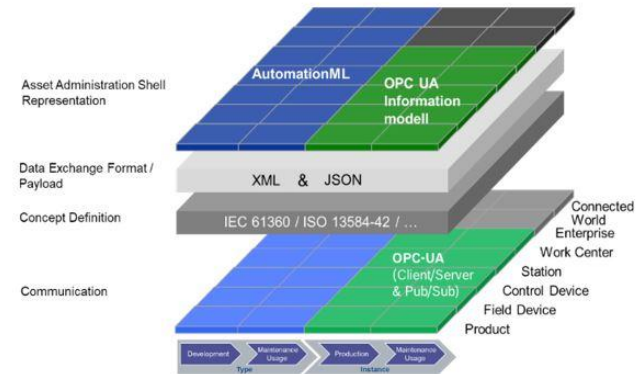 Asset Administration Shell
Representation
AutomationML
OPC UA
Information
modell
Data Exchange Format /
Payload
XML & JSON
Concept Definition
IEC 61360 / ISO 13584-42 / ...
Communication
OPC-UA
(Client/Server
& Pub/Sub)
Connected
World
Enterprise
Work Center
Station
Control Device
Field Device
Product
Development
Maintenance
Usage
Production
Maintenance
Usage
Type
Instance